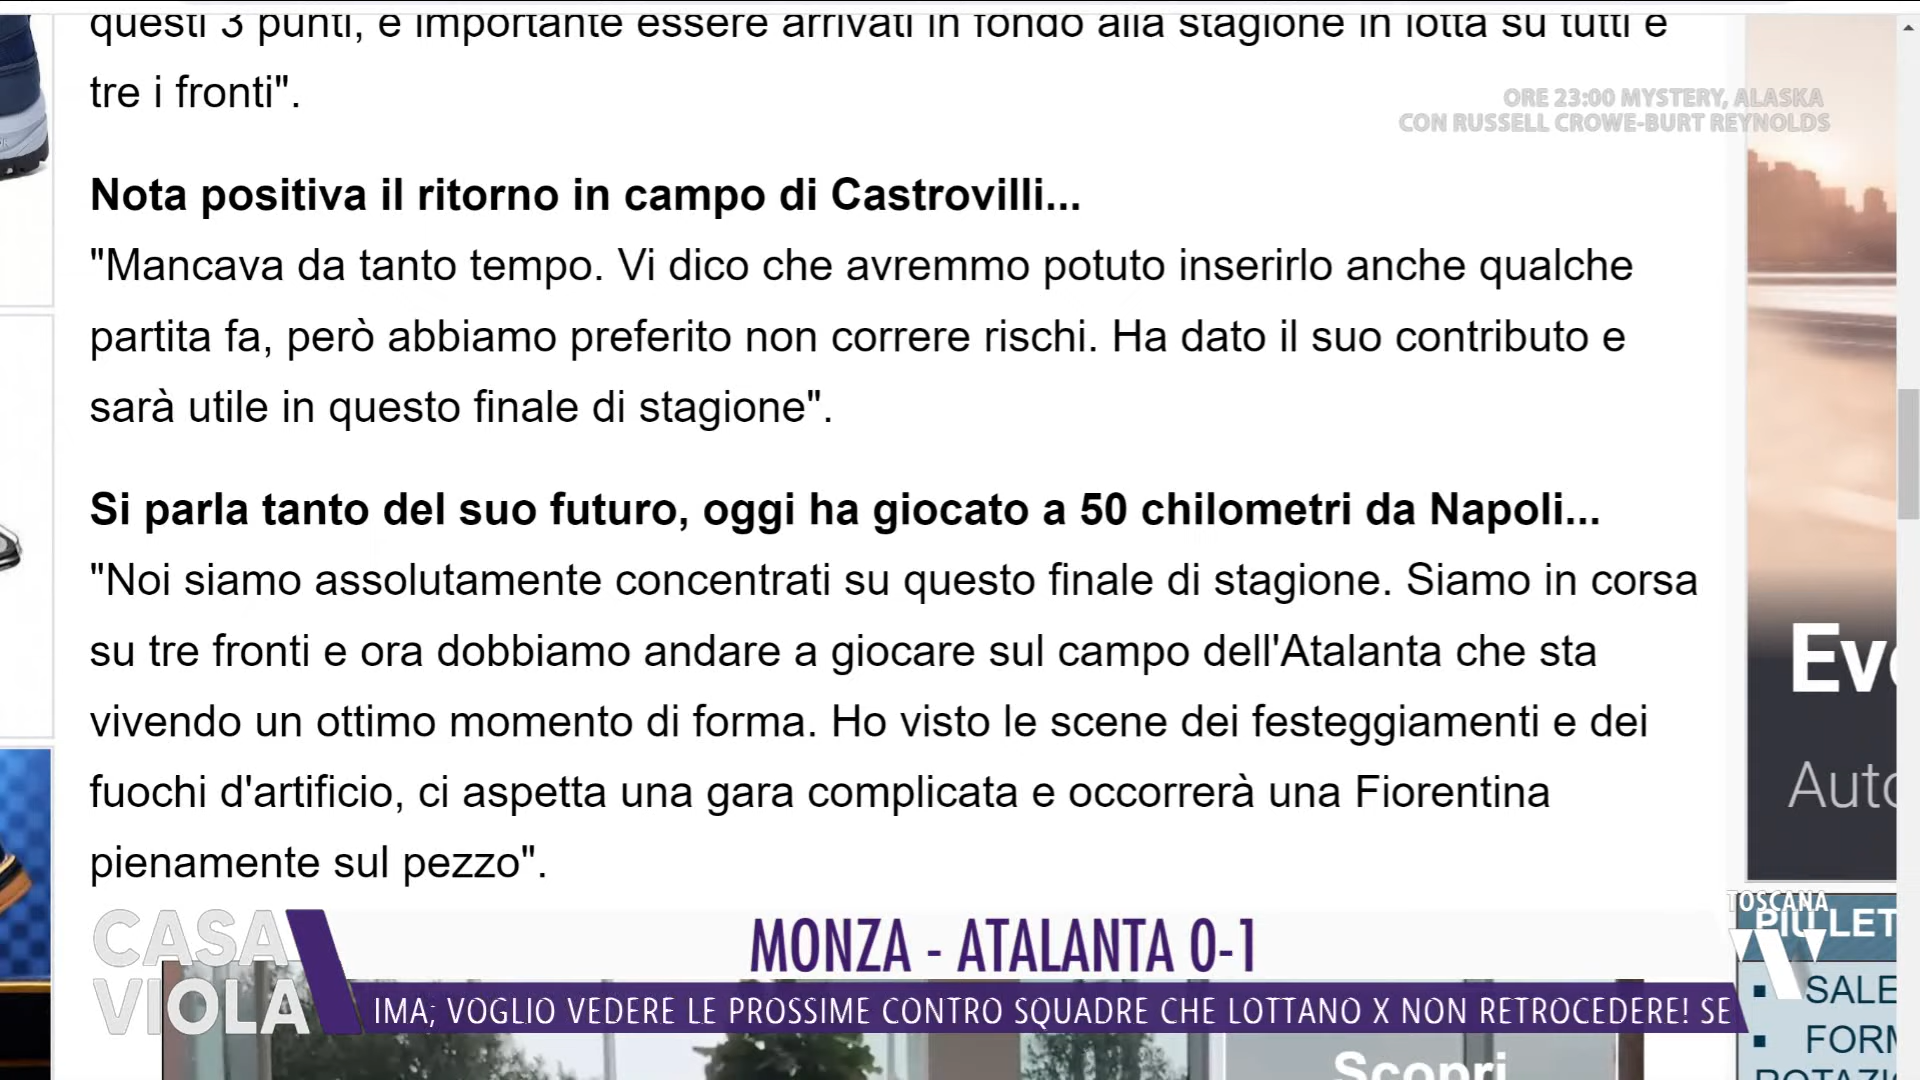 questi 3 punti, è importante essere arrivati in fondo alla stagione in lotta su tutti e
tre i fronti".
ORE 23:00 MYSTERY, ALASKA
CON RUSSELL CROWE-BURT REYNOLDS
Nota positiva il ritorno in campo di Castrovilli...
"Mancava da tanto tempo. Vi dico che avremmo potuto inserirlo anche qualche
partita fa, però abbiamo preferito non correre rischi. Ha dato il suo contributo e
sarà utile in questo finale di stagione".
Si parla tanto del suo futuro, oggi ha giocato a 50 chilometri da Napoli...
"Noi siamo assolutamente concentrati su questo finale di stagione. Siamo in corsa
su tre fronti e ora dobbiamo andare a giocare sul campo dell'Atalanta che sta
vivendo un ottimo momento di forma. Ho visto le scene dei festeggiamenti e dei
fuochi d'artificio, ci aspetta una gara complicata e occorrerà una Fiorentina
pienamente sul pezzo".
Ev
Auto
CASA
VIOLA
MONZA - ATALANTA 0-1
IMA; VOGLIO VEDERE LE PROSSIME CONTRO SQUADRE CHE LOTTANO X NON RETROCEDERE! SE
TOSCANA
TV
PIÙ LET
SALE
FORM
Scopri